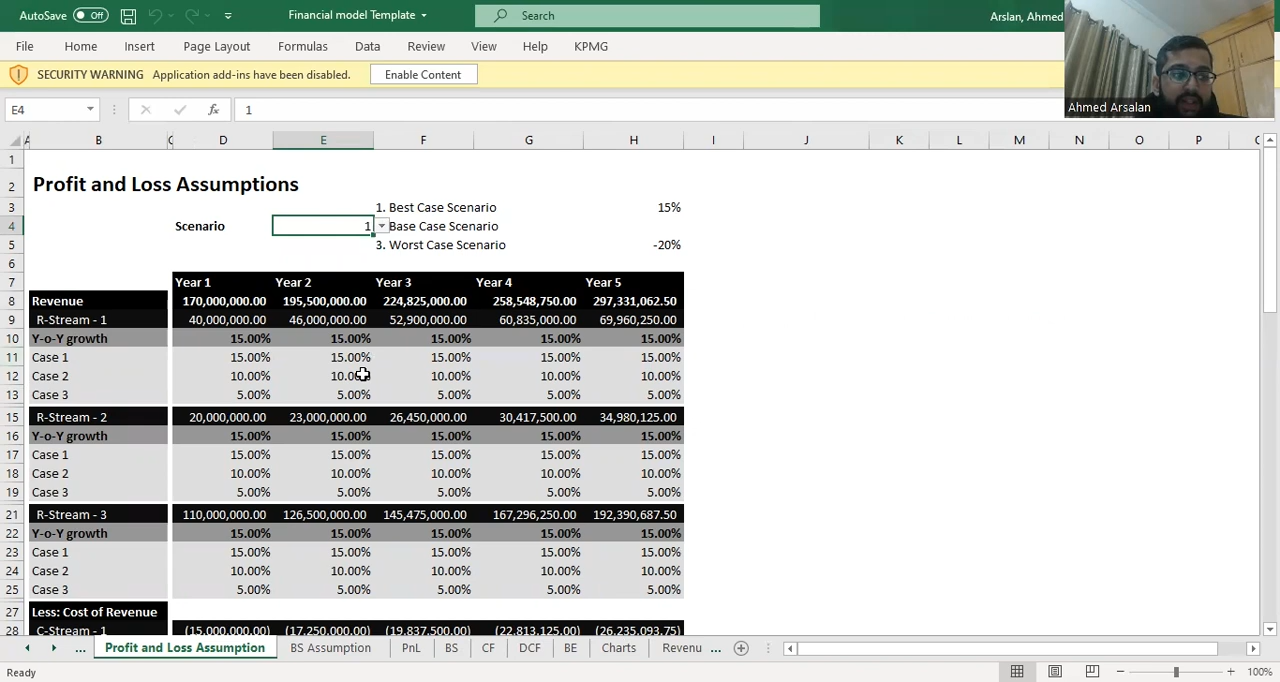 AutoSave Off Financial model Template Search Arslan, Ahmed
File Home Insert Page Layout Formulas Data Review View Help KPMG
SECURITY WARNING Application add-ins have been disabled. Enable Content
Ahmed Arsalan
E4 fx 1
A B C D E F G H I J K L M N O P
1
2 Profit and Loss Assumptions
3 1. Best Case Scenario 15%
4 Scenario 1 Base Case Scenario
5 3. Worst Case Scenario -20%
6
7 Year 1 Year 2 Year 3 Year 4 Year 5
8 Revenue 170,000,000.00 195,500,000.00 224,825,000.00 258,548,750.00 297,331,062.50
9 R-Stream - 1 40,000,000.00 46,000,000.00 52,900,000.00 60,835,000.00 69,960,250.00
10 Y-o-Y growth 15.00% 15.00% 15.00% 15.00% 15.00%
11 Case 1 15.00% 15.00% 15.00% 15.00% 15.00%
12 Case 2 10.00% 10.00% 10.00% 10.00% 10.00%
13 Case 3 5.00% 5.00% 5.00% 5.00% 5.00%
15 R-Stream - 2 20,000,000.00 23,000,000.00 26,450,000.00 30,417,500.00 34,980,125.00
16 Y-o-Y growth 15.00% 15.00% 15.00% 15.00% 15.00%
17 Case 1 15.00% 15.00% 15.00% 15.00% 15.00%
18 Case 2 10.00% 10.00% 10.00% 10.00% 10.00%
19 Case 3 5.00% 5.00% 5.00% 5.00% 5.00%
21 R-Stream - 3 110,000,000.00 126,500,000.00 145,475,000.00 167,296,250.00 192,390,687.50
22 Y-o-Y growth 15.00% 15.00% 15.00% 15.00% 15.00%
23 Case 1 15.00% 15.00% 15.00% 15.00% 15.00%
24 Case 2 10.00% 10.00% 10.00% 10.00% 10.00%
25 Case 3 5.00% 5.00% 5.00% 5.00% 5.00%
27 Less: Cost of Revenue
28 C-Stream - 1 (15,000,000.00) (17,250,000.00) (19,837,500.00) (22,813,125.00) (26,235,093.75)
... Profit and Loss Assumption BS Assumption PnL BS CF DCF BE Charts Revenu ...
Ready 100%